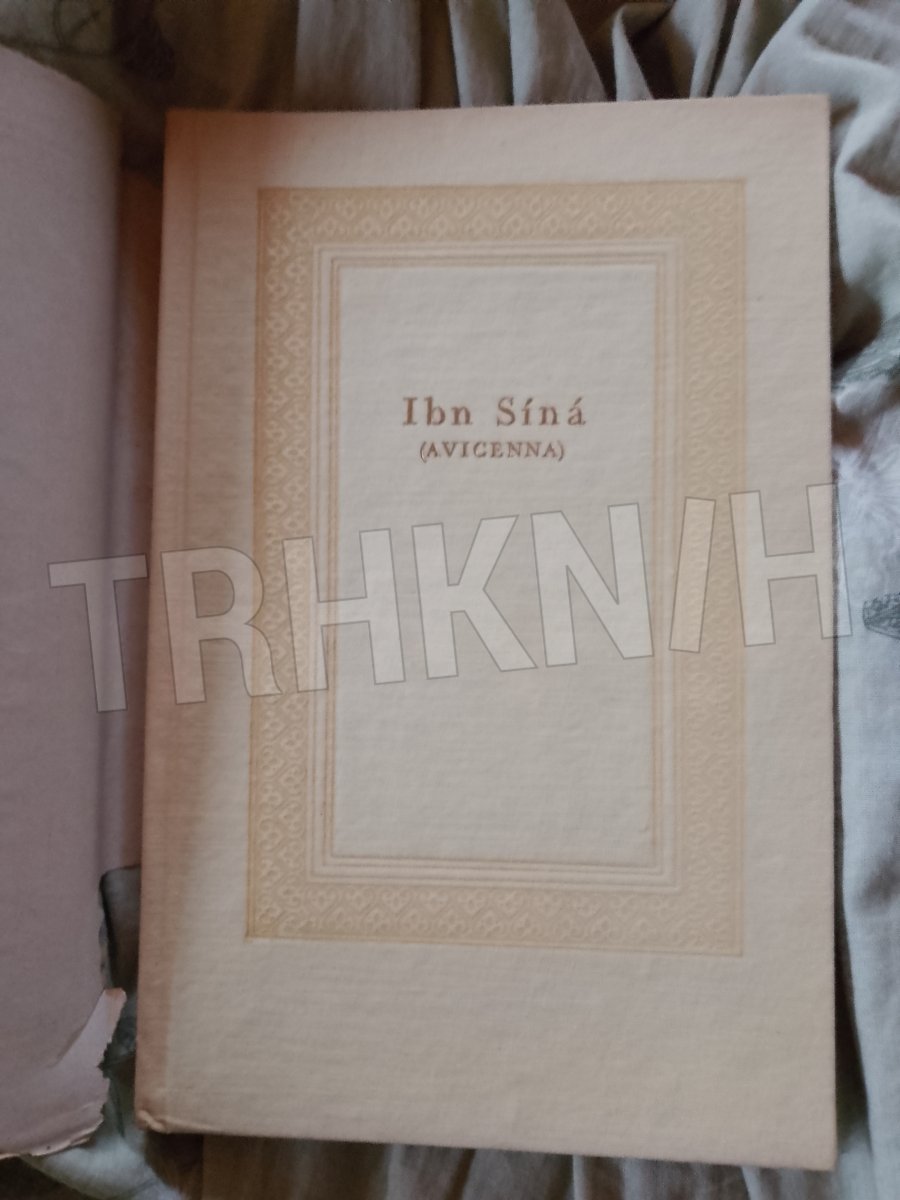 Ibn Síná
(AVICENNA)
TRHKNIH